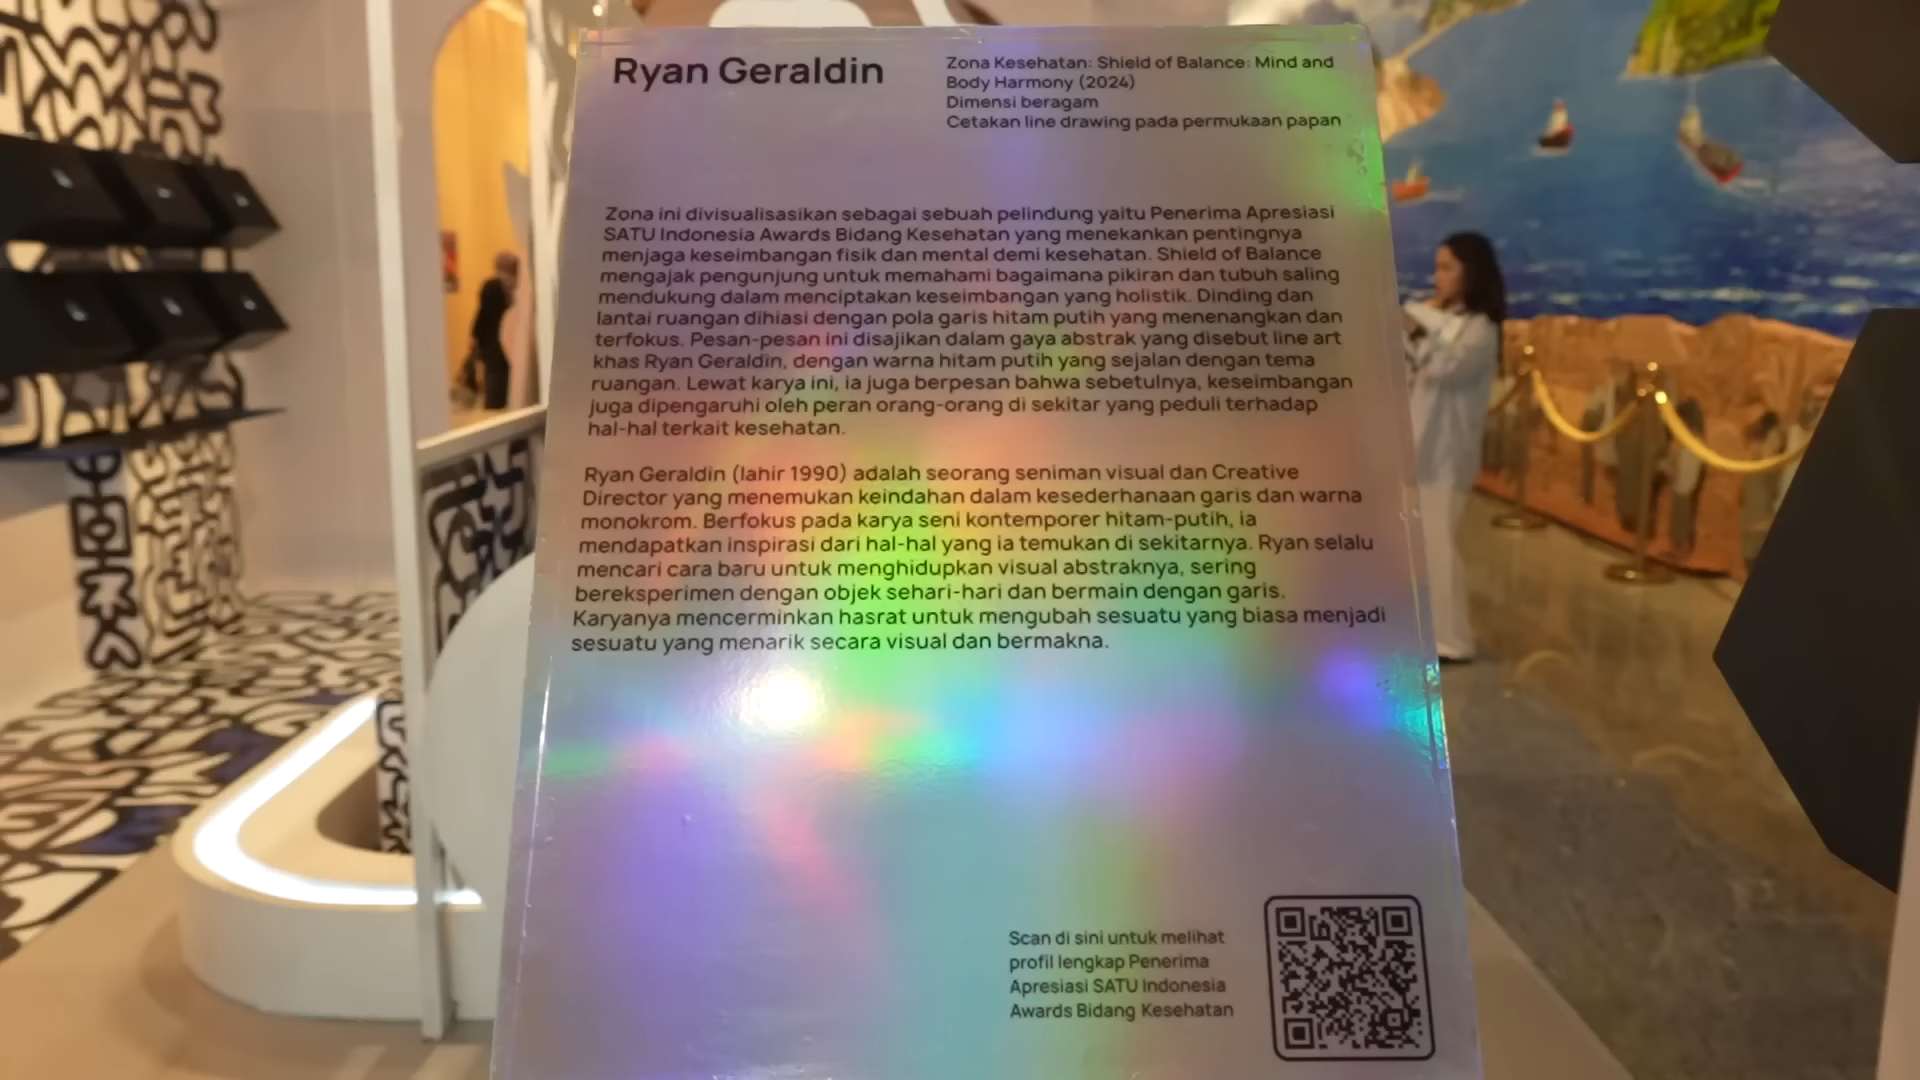 Ryan Geraldin
Zona Kesehatan: Shield of Balance: Mind and
Body Harmony (2024)
Dimensi beragam
Cetakan line drawing pada permukaan papan
Zona ini divisualisasikan sebagai sebuah pelindung yaitu Penerima Apresiasi
SATU Indonesia Awards Bidang Kesehatan yang menekankan pentingnya
menjaga keseimbangan fisik dan mental demi kesehatan. Shield of Balance
mengajak pengunjung untuk memahami bagaimana pikiran dan tubuh saling
mendukung dalam menciptakan keseimbangan yang holistik. Dinding dan
lantai ruangan dihiasi dengan pola garis hitam putih yang menenangkan dan
terfokus. Pesan-pesan ini disajikan dalam gaya abstrak yang disebut line art
khas Ryan Geraldin, dengan warna hitam putih yang sejalan dengan tema
ruangan. Lewat karya ini, ia juga berpesan bahwa sebetulnya, keseimbangan
juga dipengaruhi oleh peran orang-orang di sekitar yang peduli terhadap
hal-hal terkait kesehatan.
Ryan Geraldin (lahir 1990) adalah seorang seniman visual dan Creative
Director yang menemukan keindahan dalam kesederhanaan garis dan warna
monokrom. Berfokus pada karya seni kontemporer hitam-putih, ia
mendapatkan inspirasi dari hal-hal yang ia temukan di sekitarnya. Ryan selalu
mencari cara baru untuk menghidupkan visual abstraknya, sering
bereksperimen dengan objek sehari-hari dan bermain dengan garis.
Karyanya mencerminkan hasrat untuk mengubah sesuatu yang biasa menjadi
sesuatu yang menarik secara visual dan bermakna.
Scan di sini untuk melihat
profil lengkap Penerima
Apresiasi SATU Indonesia
Awards Bidang Kesehatan